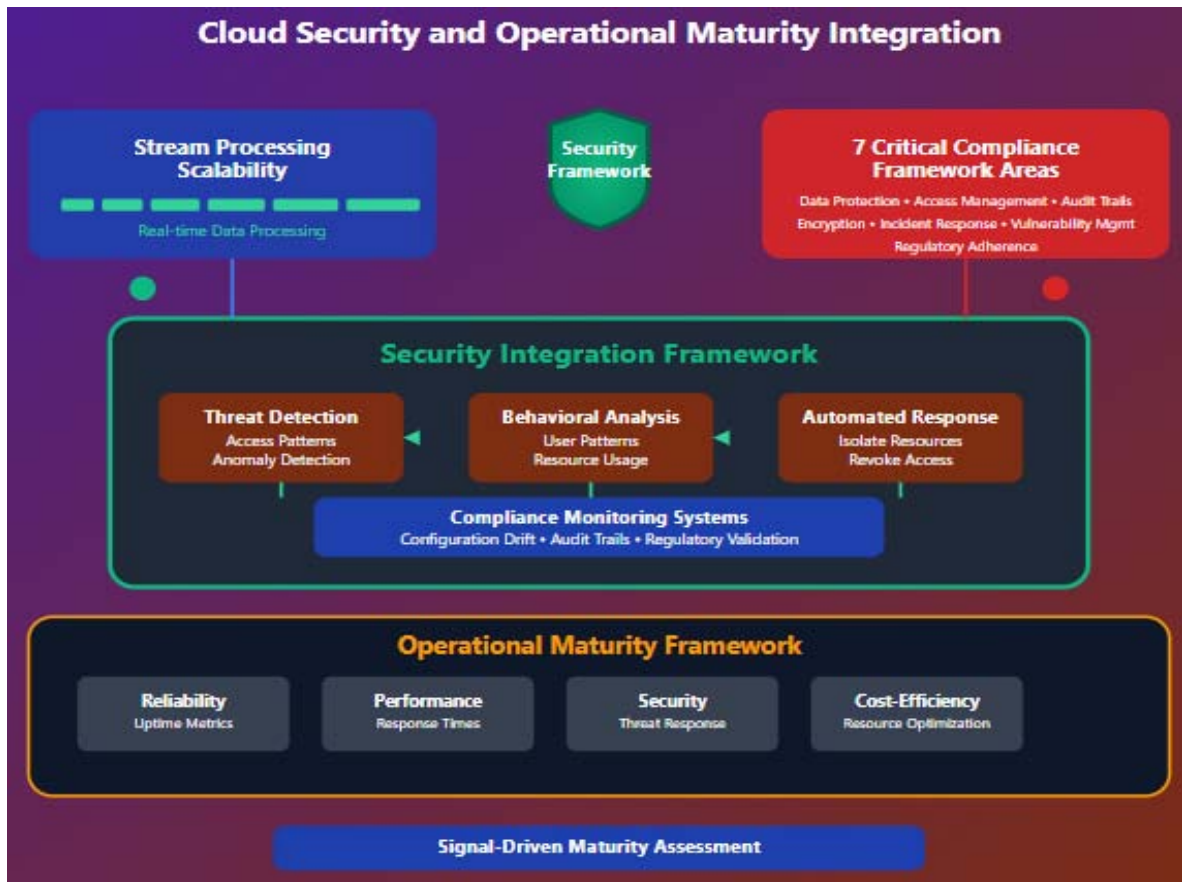 Cloud Security and Operational Maturity Integration
Stream Processing
Scalability
Real-time Data Processing
Security
Framework
7 Critical Compliance
Framework Areas
Data Protection • Access Management • Audit Trails
Encryption • Incident Response • Vulnerability Mgmt
Regulatory Adherence
Security Integration Framework
Threat Detection
Access Patterns
Anomaly Detection
Behavioral Analysis
User Patterns
Resource Usage
Automated Response
Isolate Resources
Revoke Access
Compliance Monitoring Systems
Configuration Drift • Audit Trails • Regulatory Validation
Operational Maturity Framework
Reliability
Uptime Metrics
Performance
Response Times
Security
Threat Response
Cost-Efficiency
Resource Optimization
Signal-Driven Maturity Assessment